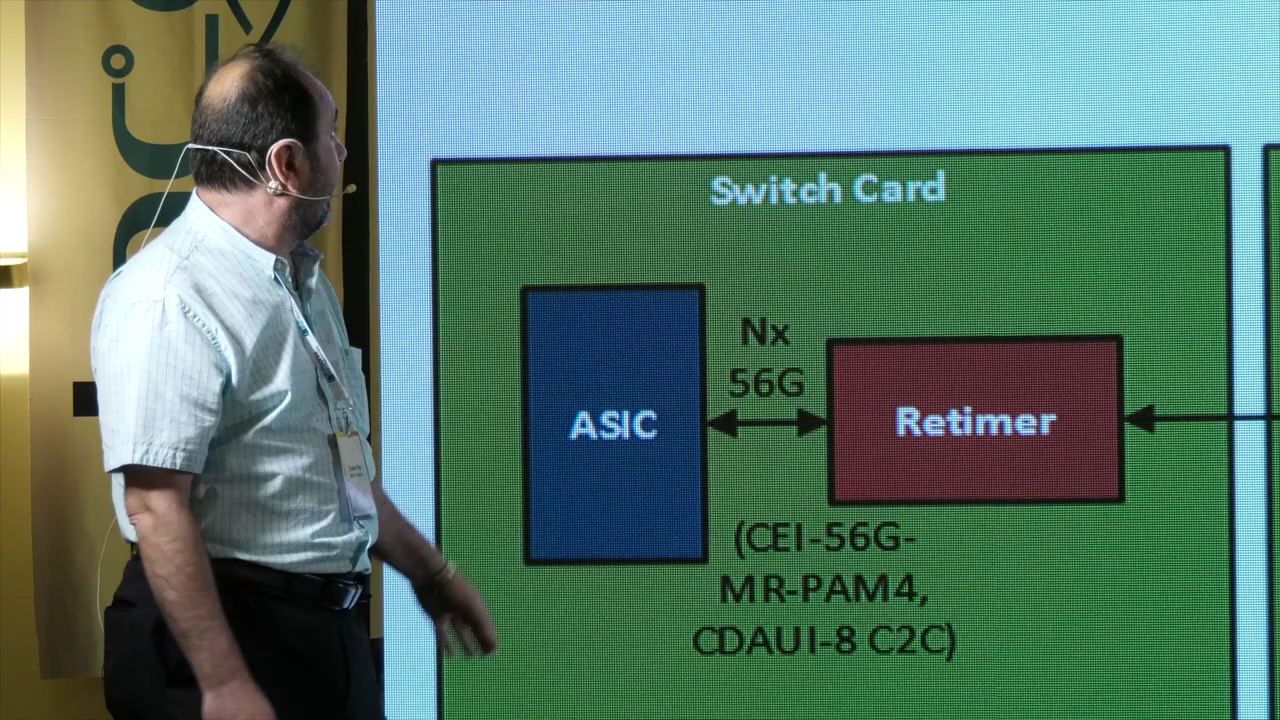 Switch Card
Nx
56G
ASIC
Retimer
(CEI-56G-
MR-PAM4,
CDAUI-8 C2C)